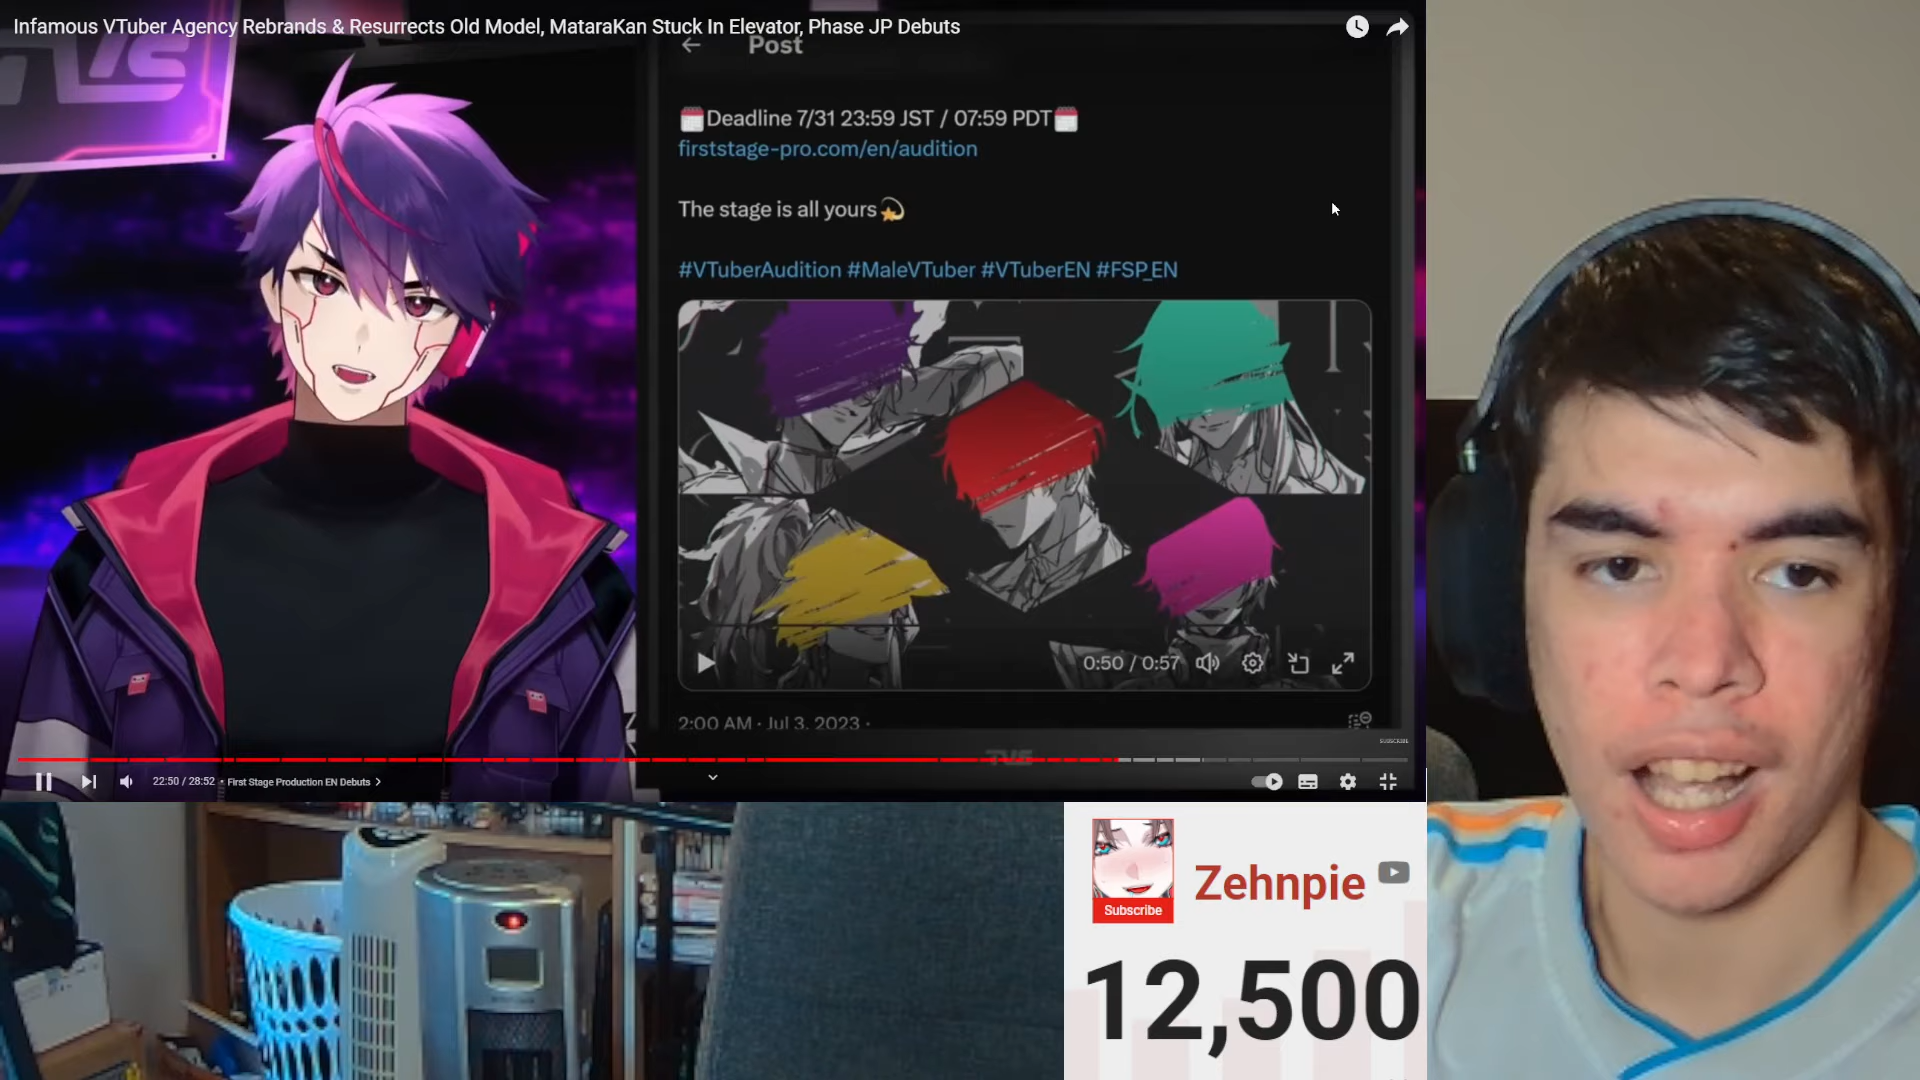 Infamous VTuber Agency Rebrands & Resurrects Old Model, MataraKan Stuck In Elevator, Phase JP Debuts
Post
Deadline 7/31 23:59 JST / 07:59 PDT
firststage-pro.com/en/audition
The stage is all yours
#VTuberAudition #MaleVTuber #VTuberEN #FSP_EN
0:50 / 0:57
2:00 AM · Jul 3, 2023 ·
SUBSCRIBE
22:50 / 28:52 • First Stage Production EN Debuts
Zehnpie
Subscribe
12,500